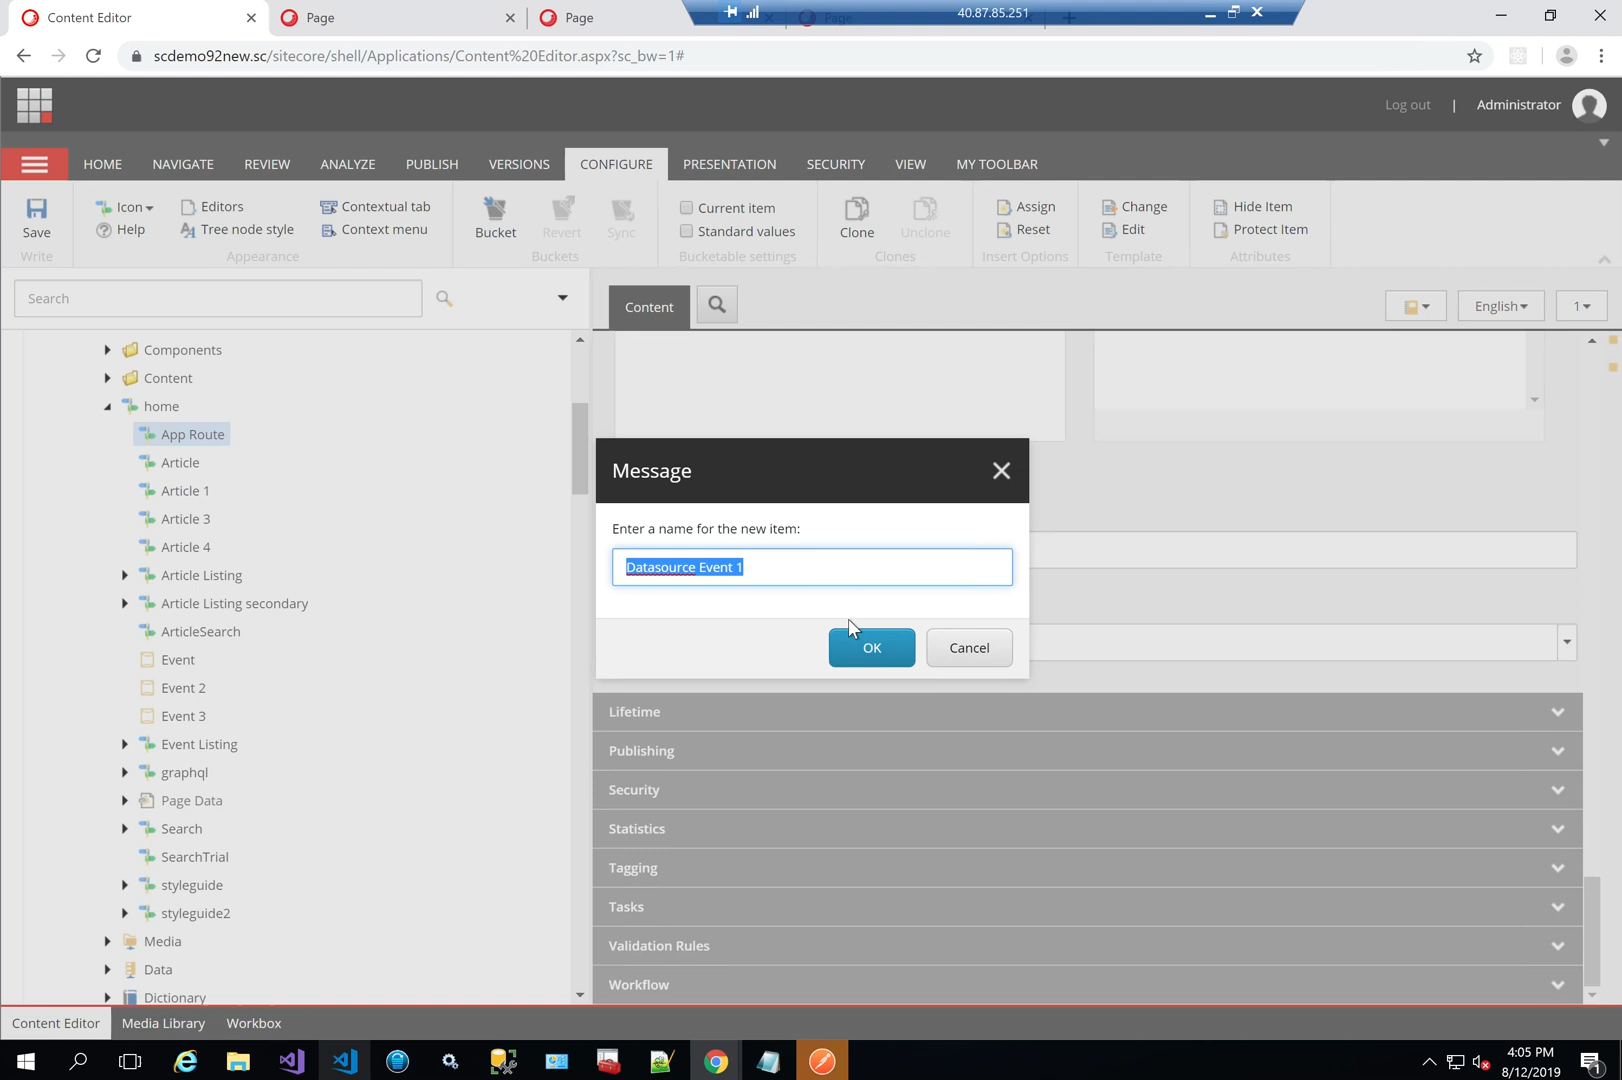 Content Editor
Page
Page
40.87.85.251
Page
scdemo92new.sc/sitecore/shell/Applications/Content%20Editor.aspx?sc_bw=1#
Log out | Administrator
HOME NAVIGATE REVIEW ANALYZE PUBLISH VERSIONS CONFIGURE PRESENTATION SECURITY VIEW MY TOOLBAR
Save
Write
Icon
Help
Editors
Tree node style
Contextual tab
Context menu
Appearance
Bucket
Revert
Sync
Buckets
Current item
Standard values
Bucketable settings
Clone
Unclone
Clones
Assign
Reset
Insert Options
Change
Edit
Template
Hide Item
Protect Item
Attributes
Search
Content
English
1
Components
Content
home
App Route
Article
Article 1
Article 3
Article 4
Article Listing
Article Listing secondary
ArticleSearch
Event
Event 2
Event 3
Event Listing
graphql
Page Data
Search
SearchTrial
styleguide
styleguide2
Media
Data
Dictionary
Message
Enter a name for the new item:
Datasource Event 1
OK
Cancel
Lifetime
Publishing
Security
Statistics
Tagging
Tasks
Validation Rules
Workflow
Content Editor Media Library Workbox
4:05 PM
8/12/2019
1